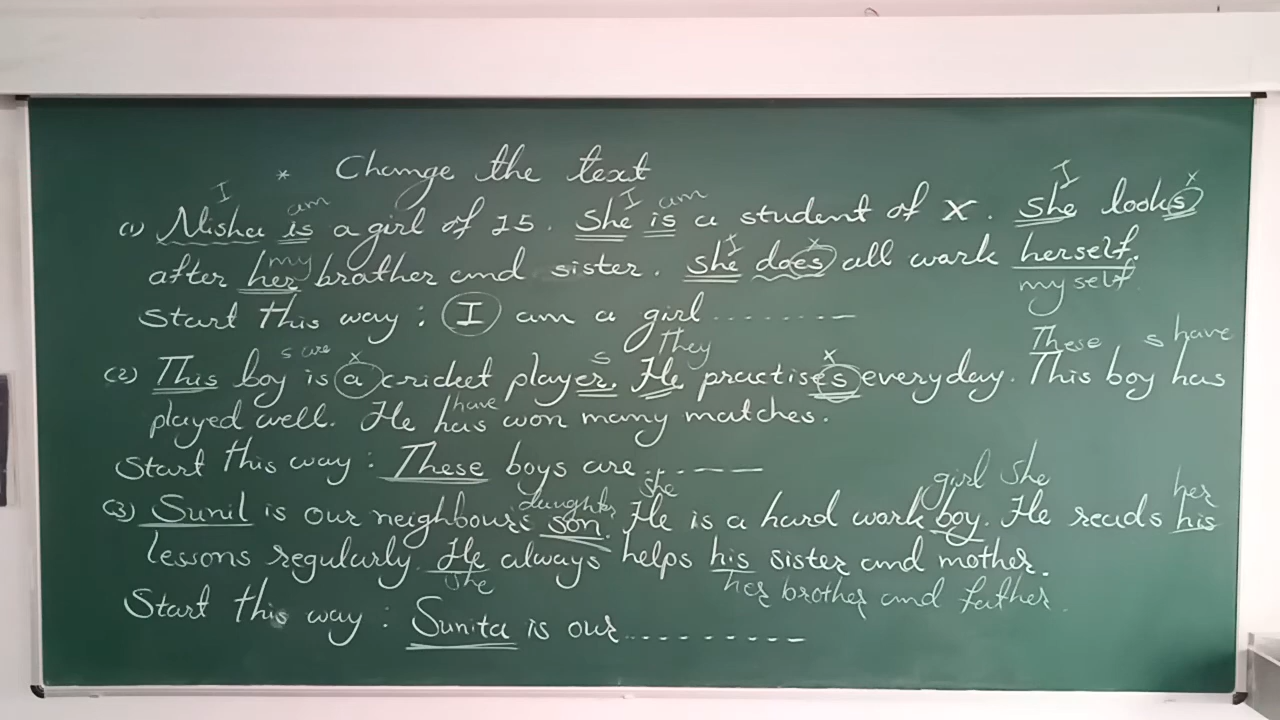 * Change the text
I am I am I x
(1) Nisha is a girl of 15. She is a student of X. She looks
my I x
after her brother and sister. She does all work herself.
myself
Start this way : I am a girl ........————
s are x s They x These s have
(2) This boy is a cricket player. He practises everyday. This boy has
have
played well. He has won many matches.
Start this way : These boys are..————
daughter she girl she her
(3) Sunil is our neighbours son. He is a hard work boy. He reads his
lessons regularly. He always helps his sister and mother.
she her brother and father.
Start this way : Sunita is our..........